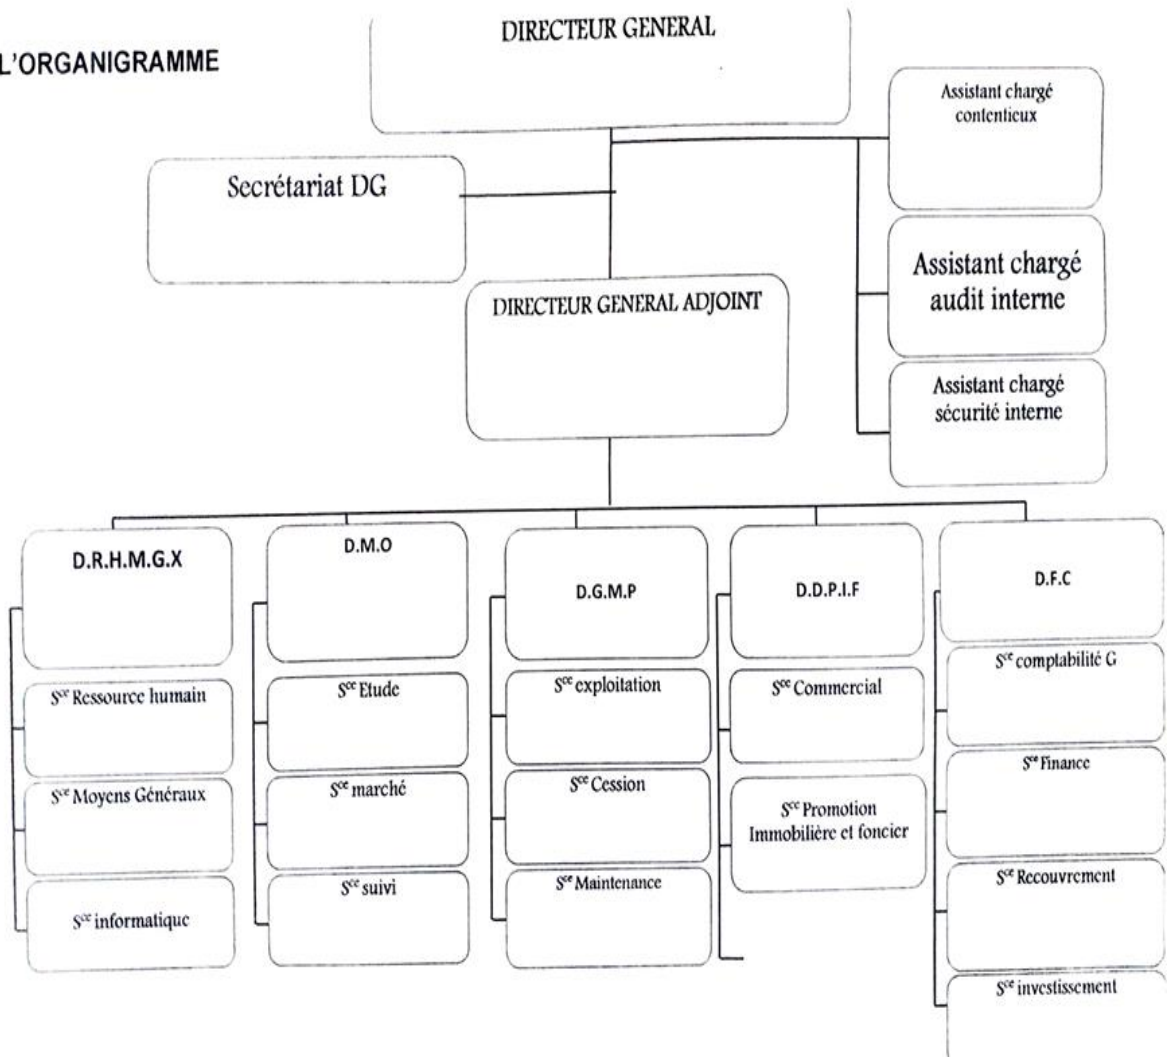 L'ORGANIGRAMME
DIRECTEUR GENERAL
Assistant chargé
contentieux
Secrétariat DG
Assistant chargé
audit interne
DIRECTEUR GENERAL ADJOINT
Assistant chargé
sécurité interne
D.R.H.M.G.X
D.M.O
D.G.M.P
D.D.P.I.F
D.F.C
Sce Ressource humain
Sce Moyens Généraux
Sce informatique
Sce Etude
Sce marché
Sce suivi
Sce exploitation
Sce Cession
Sce Maintenance
Sce Commercial
Sce Promotion
Immobilière et foncier
Sce comptabilité G
Sce Finance
Sce Recouvrement
Sce investissement